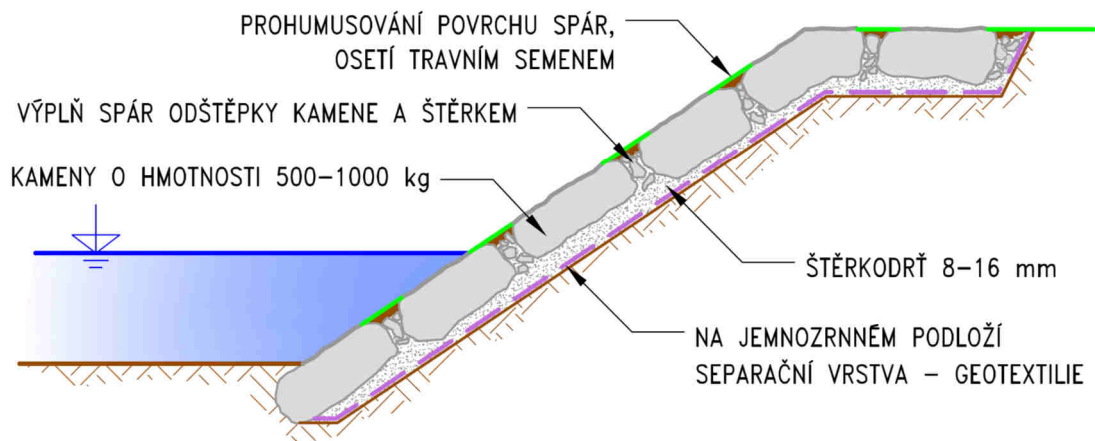 PROHUMUSOVÁNÍ POVRCHU SPÁR,
OSETÍ TRAVNÍM SEMENEM
VÝPLŇ SPÁR ODŠTĚPKY KAMENE A ŠTĚRKEM
KAMENY O HMOTNOSTI 500–1000 kg
ŠTĚRKODRŤ 8–16 mm
NA JEMNOZRNNÉM PODLOŽÍ
SEPARAČNÍ VRSTVA – GEOTEXTILIE